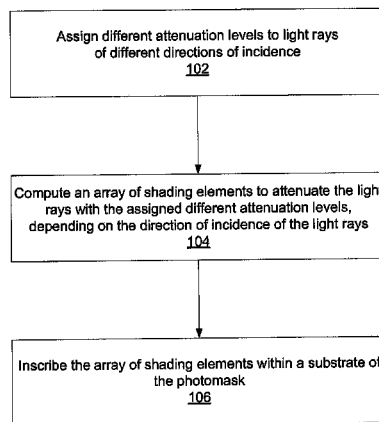 Assign different attenuation levels to light rays
of different directions of incidence
102
Compute an array of shading elements to attenuate the light
rays with the assigned different attenuation levels,
depending on the direction of incidence of the light rays
104
Inscribe the array of shading elements within a substrate of
the photomask
106